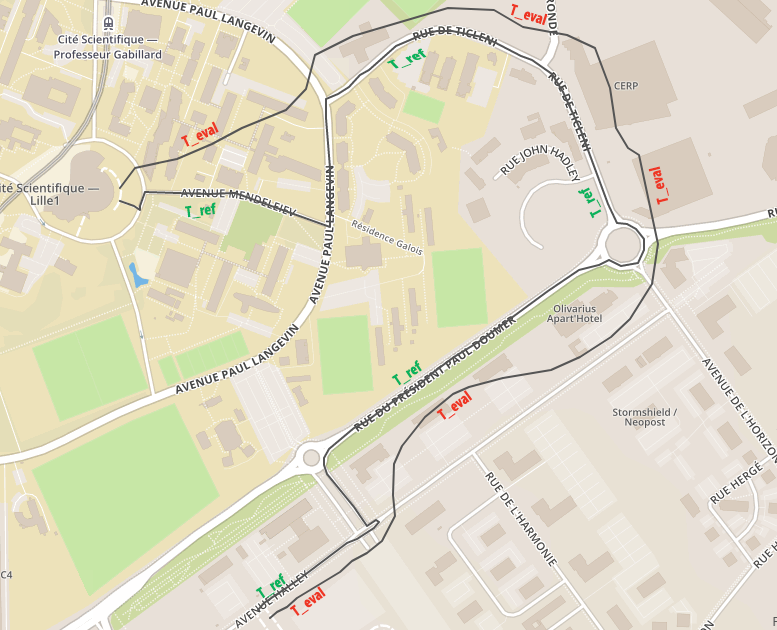 AVENUE PAUL LANGEVIN
T_eval
RONDE
Cité Scientifique —
Professeur Gabillard
RUE DE TICLENI
T_ref
CERP
RUE DE TICLENI
T_eval
RUE JOHN HADLEY
T_eval
ité Scientifique —
Lille1
AVENUE MENDELEIEV
T_ref
AVENUE PAUL LANGEVIN
T_ref
Résidence Galois
Olivarius
Apart'Hotel
AVENUE PAUL LANGEVIN
RUE DU PRÉSIDENT PAUL DOUMER
T_ref
T_eval
AVENUE DE L'HORIZON
Stormshield /
Neopost
RUE HERGÉ
RUE DE L'HARMONIE
RUE H
C4
T_ref
AVENUE HALLEY
T_eval